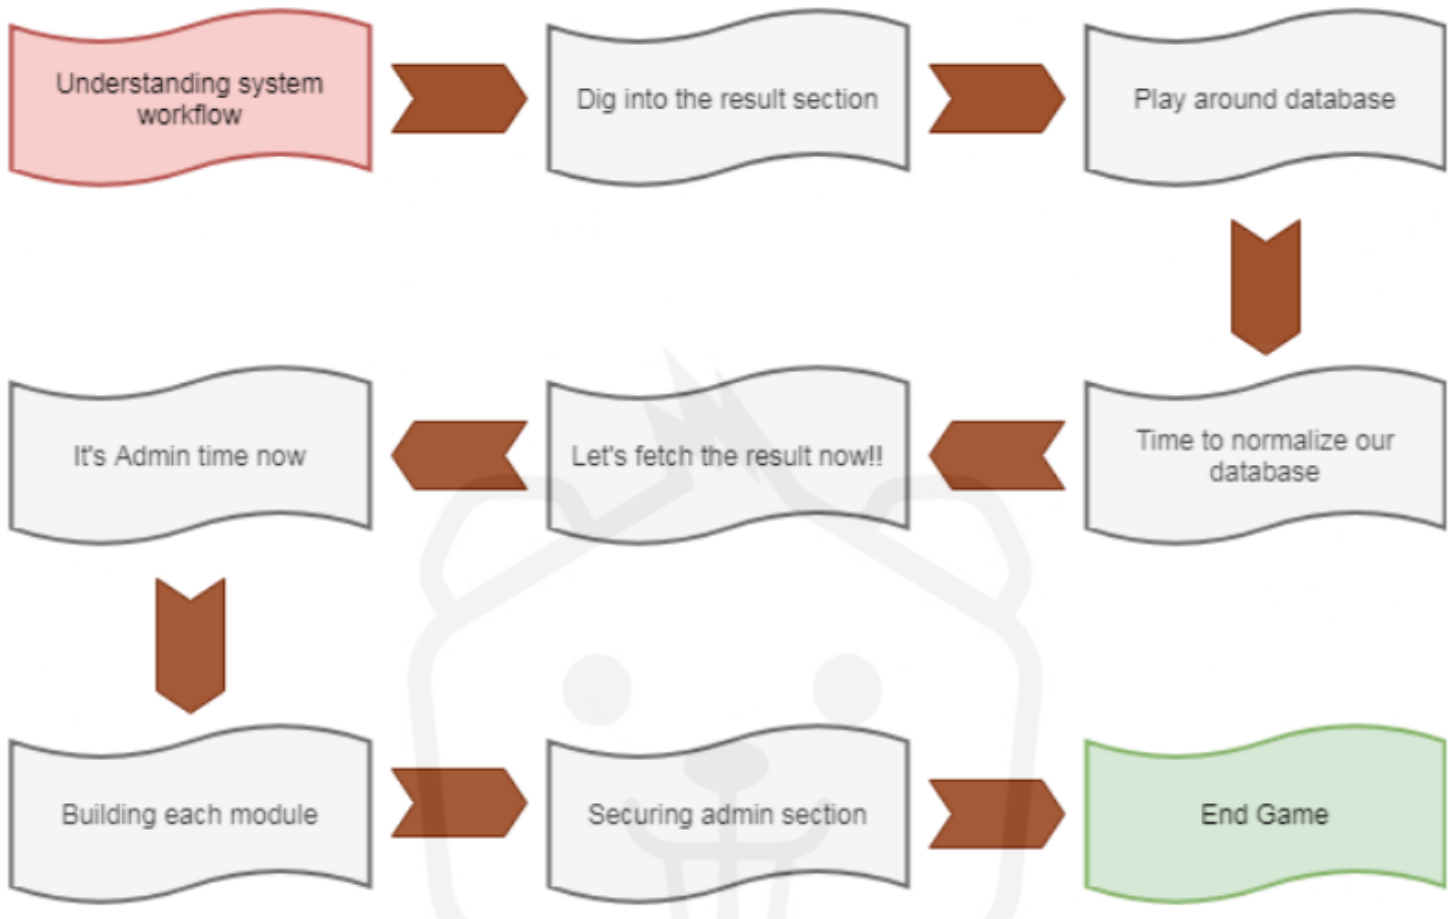 Understanding system
workflow
Dig into the result section
Play around database
Time to normalize our
database
Let's fetch the result now!!
It's Admin time now
Building each module
Securing admin section
End Game